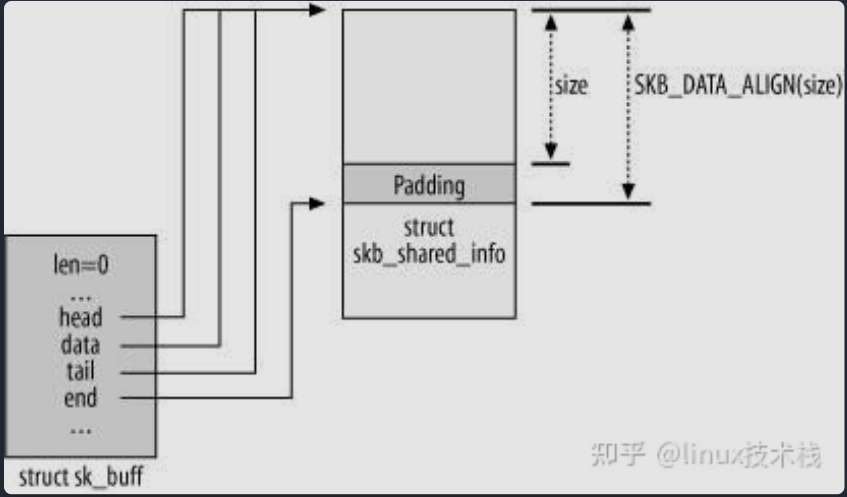 size
SKB_DATA_ALIGN(size)
Padding
struct
skb_shared_info
len=0
...
head
data
tail
end
...
struct sk_buff
知乎 @linux技术栈